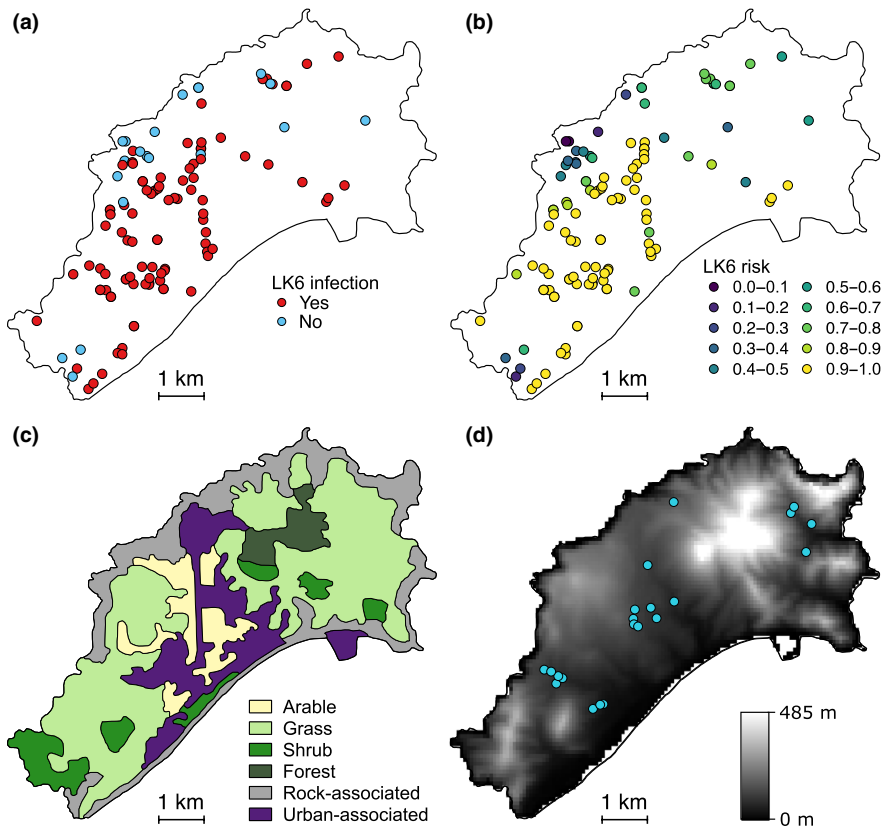 (a)
LK6 infection
Yes
No
1 km
(b)
LK6 risk
0.0–0.1
0.1–0.2
0.2–0.3
0.3–0.4
0.4–0.5
0.5–0.6
0.6–0.7
0.7–0.8
0.8–0.9
0.9–1.0
1 km
(c)
Arable
Grass
Shrub
Forest
Rock-associated
Urban-associated
1 km
(d)
485 m
0 m
1 km